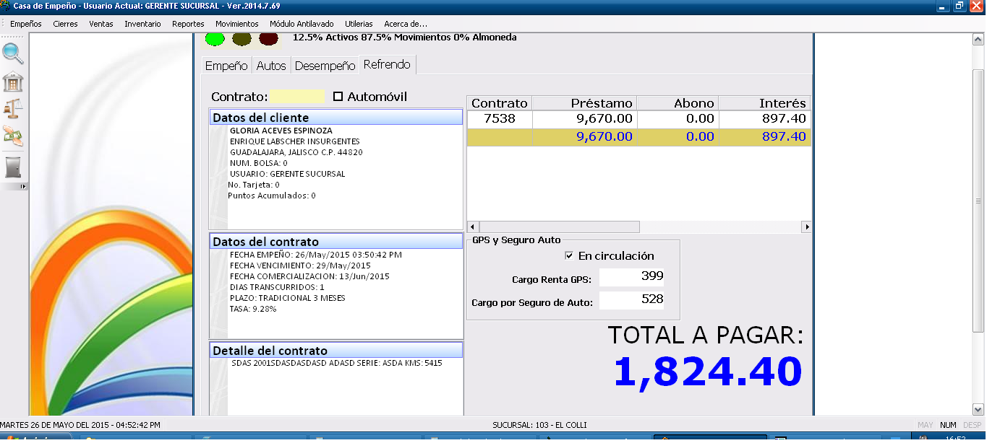 Casa de Empeño - Usuario Actual: GERENTE SUCURSAL - Ver.2014.7.69
Empeños Cierres Ventas Inventario Reportes Movimientos Módulo Antilavado Utilerias Acerca de...
12.5% Activos 87.5% Movimientos 0% Almoneda
Empeño Autos Desempeño Refrendo
Contrato: Automóvil
Datos del cliente
GLORIA ACEVES ESPINOZA
ENRIQUE LABSCHER INSURGENTES
GUADALAJARA, JALISCO C.P. 44820
NUM. BOLSA: 0
USUARIO: GERENTE SUCURSAL
No. Tarjeta: 0
Puntos Acumulados: 0
Datos del contrato
FECHA EMPEÑO: 26/May/2015 03:50:42 PM
FECHA VENCIMIENTO: 29/May/2015
FECHA COMERCIALIZACION: 13/Jun/2015
DIAS TRANSCURRIDOS: 1
PLAZO: TRADICIONAL 3 MESES
TASA: 9.28%
Detalle del contrato
SDAS 2001SDASDASDASD ADASD SERIE: ASDA KMS: 5415
Contrato Préstamo Abono Interés
7538 9,670.00 0.00 897.40
9,670.00 0.00 897.40
GPS y Seguro Auto
En circulación
Cargo Renta GPS: 399
Cargo por Seguro de Auto: 528
TOTAL A PAGAR:
1,824.40
MARTES 26 DE MAYO DEL 2015 - 04:52:42 PM SUCURSAL: 103 - EL COLLI MAY NUM DESP
16:52